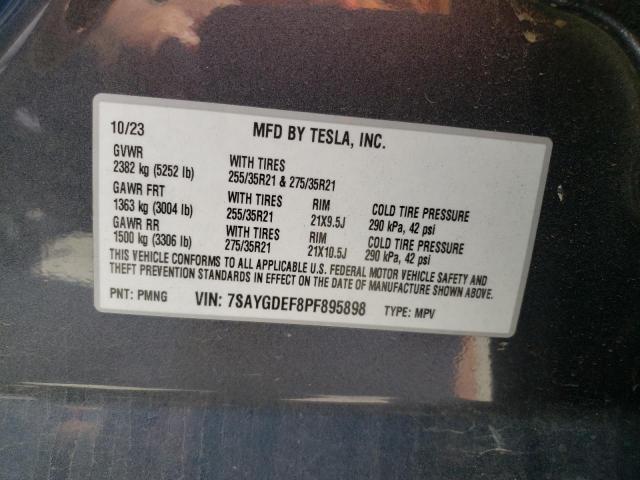 10/23 MFD BY TESLA, INC.
GVWR
2382 kg (5252 lb) WITH TIRES
255/35R21 & 275/35R21
GAWR FRT
1363 kg (3004 lb) WITH TIRES 255/35R21 RIM 21X9.5J COLD TIRE PRESSURE 290 kPa, 42 psi
GAWR RR
1500 kg (3306 lb) WITH TIRES 275/35R21 RIM 21X10.5J COLD TIRE PRESSURE 290 kPa, 42 psi
THIS VEHICLE CONFORMS TO ALL APPLICABLE U.S. FEDERAL MOTOR VEHICLE SAFETY AND
THEFT PREVENTION STANDARDS IN EFFECT ON THE DATE OF MANUFACTURE SHOWN ABOVE.
PNT: PMNG VIN: 7SAYGDEF8PF895898 TYPE: MPV